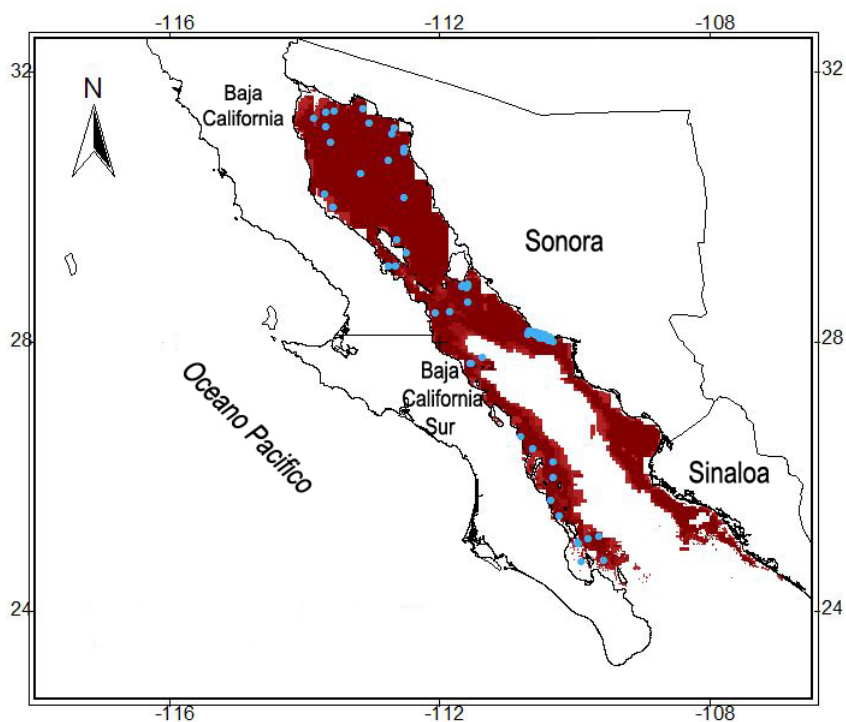 -116 -112 -108
32 32
N
Baja
California
Sonora
28 28
Baja
California
Sur
Oceano Pacifico
Sinaloa
24 24
-116 -112 -108